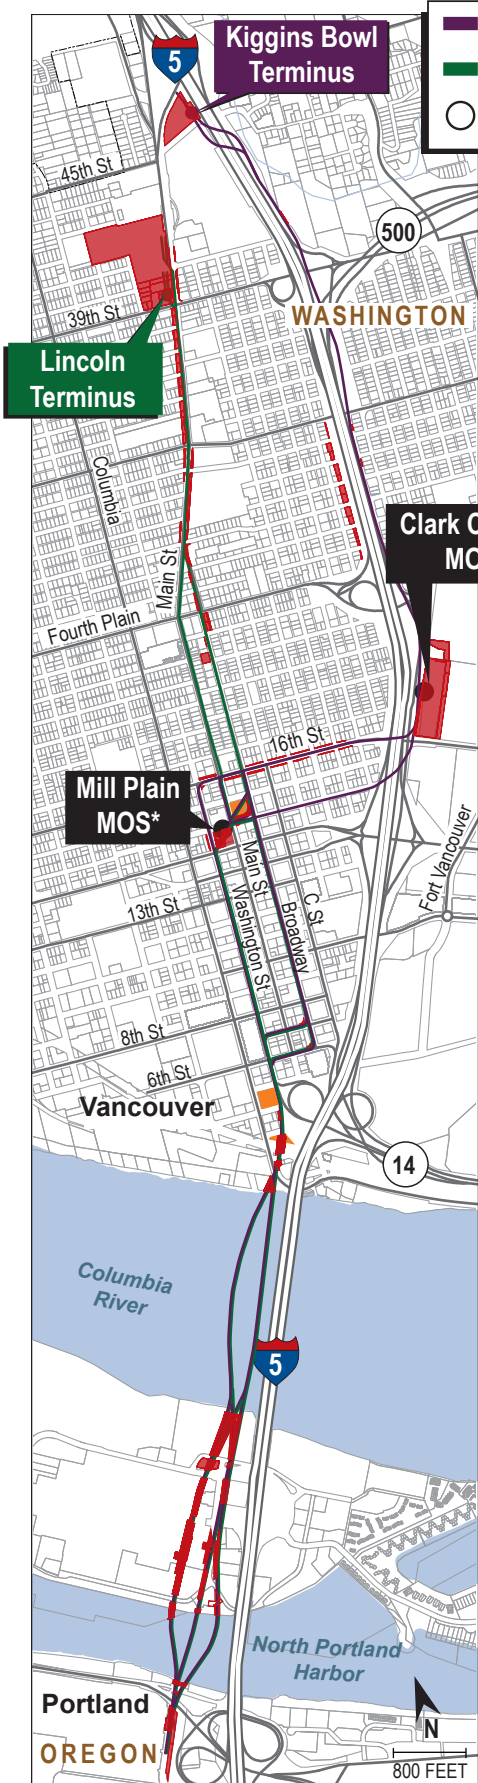 Kiggins Bowl
Terminus
5
45th St
500
39th St
WASHINGTON
Lincoln
Terminus
Columbia
Clark C
MO
Main St
Fourth Plain
16th St
Mill Plain
MOS*
Fort Vancouver
Main St
C St
13th St
Washington St
Broadway
8th St
6th St
Vancouver
14
Columbia
River
5
North Portland
Harbor
Portland
N
OREGON
800 FEET